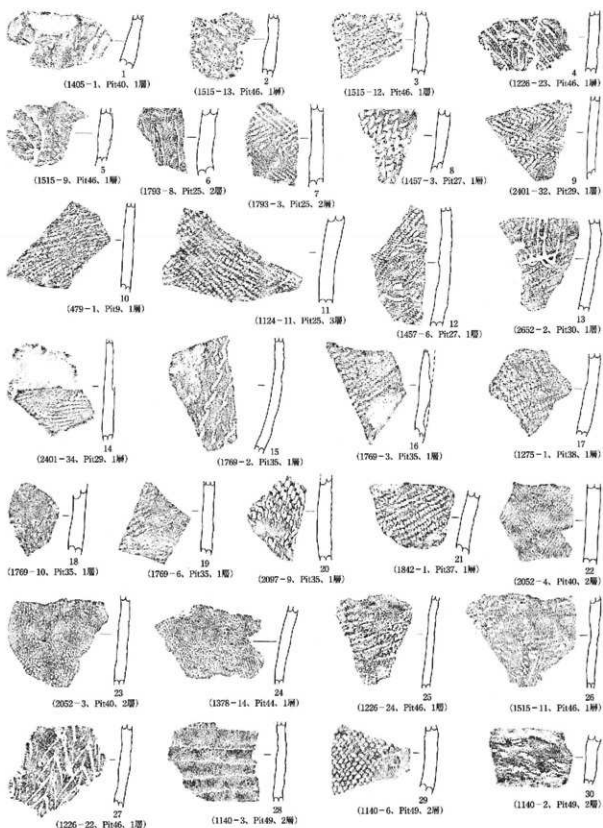 1
(1405-1、Pit40、1層)
2
(1515-13、Pit46、1層)
3
(1515-12、Pit46、1層)
4
(1226-23、Pit46、1層)
5
(1515-9、Pit46、1層)
6
(1793-8、Pit25、2層)
7
(1793-3、Pit25、2層)
8
(1457-3、Pit27、1層)
9
(2401-32、Pit29、1層)
10
(479-1、Pit9、1層)
11
(1124-11、Pit25、3層)
12
(1457-6、Pit27、1層)
13
(2652-2、Pit30、1層)
14
(2401-34、Pit29、1層)
15
(1769-2、Pit35、1層)
16
(1769-3、Pit35、1層)
17
(1275-1、Pit38、1層)
18
(1769-10、Pit35、1層)
19
(1769-6、Pit35、1層)
20
(2097-9、Pit35、1層)
21
(1842-1、Pit37、1層)
22
(2052-4、Pit40、2層)
23
(2052-3、Pit40、2層)
24
(1378-14、Pit44、1層)
25
(1226-24、Pit46、1層)
26
(1515-11、Pit46、1層)
27
(1226-22、Pit46、1層)
28
(1140-3、Pit49、2層)
29
(1140-6、Pit49、2層)
30
(1140-2、Pit49、2層)